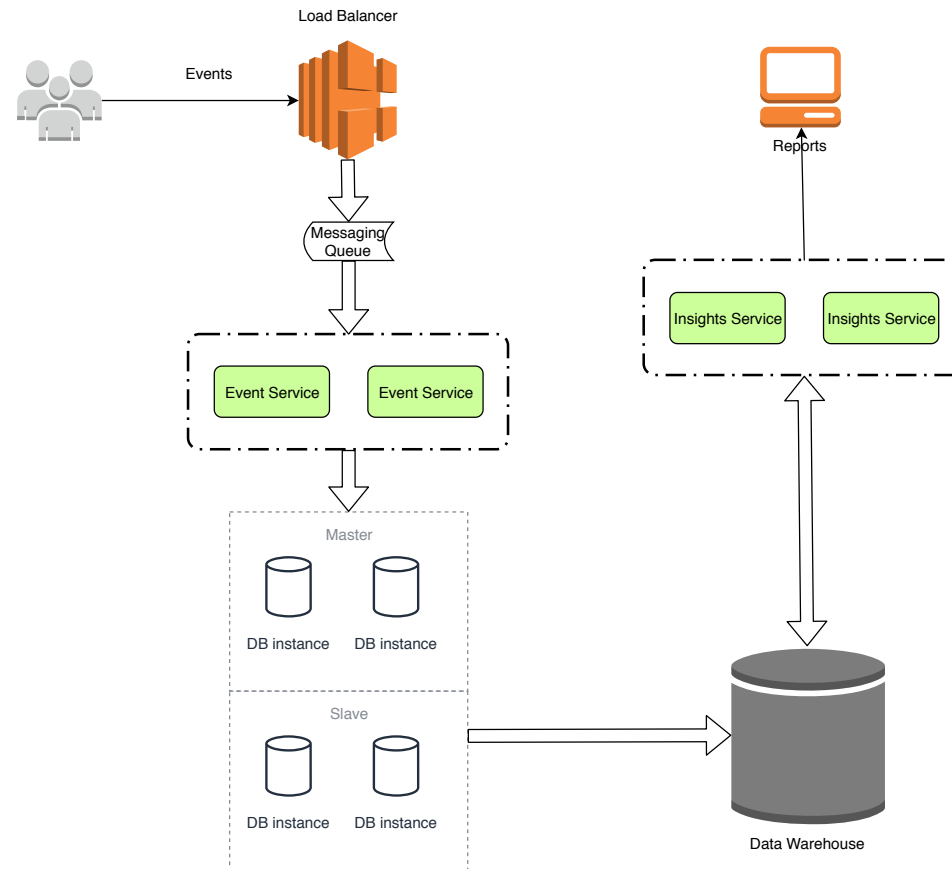 Load Balancer
Events
Reports
Messaging
Queue
Insights Service
Insights Service
Event Service
Event Service
Master
DB instance
DB instance
Slave
DB instance
DB instance
Data Warehouse